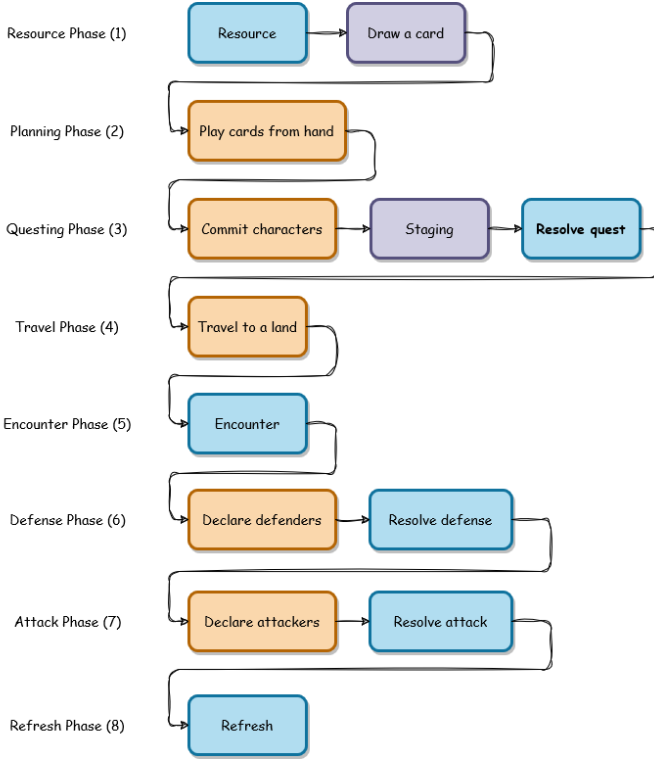 Resource Phase (1)
Resource
Draw a card
Planning Phase (2)
Play cards from hand
Questing Phase (3)
Commit characters
Staging
Resolve quest
Travel Phase (4)
Travel to a land
Encounter Phase (5)
Encounter
Defense Phase (6)
Declare defenders
Resolve defense
Attack Phase (7)
Declare attackers
Resolve attack
Refresh Phase (8)
Refresh